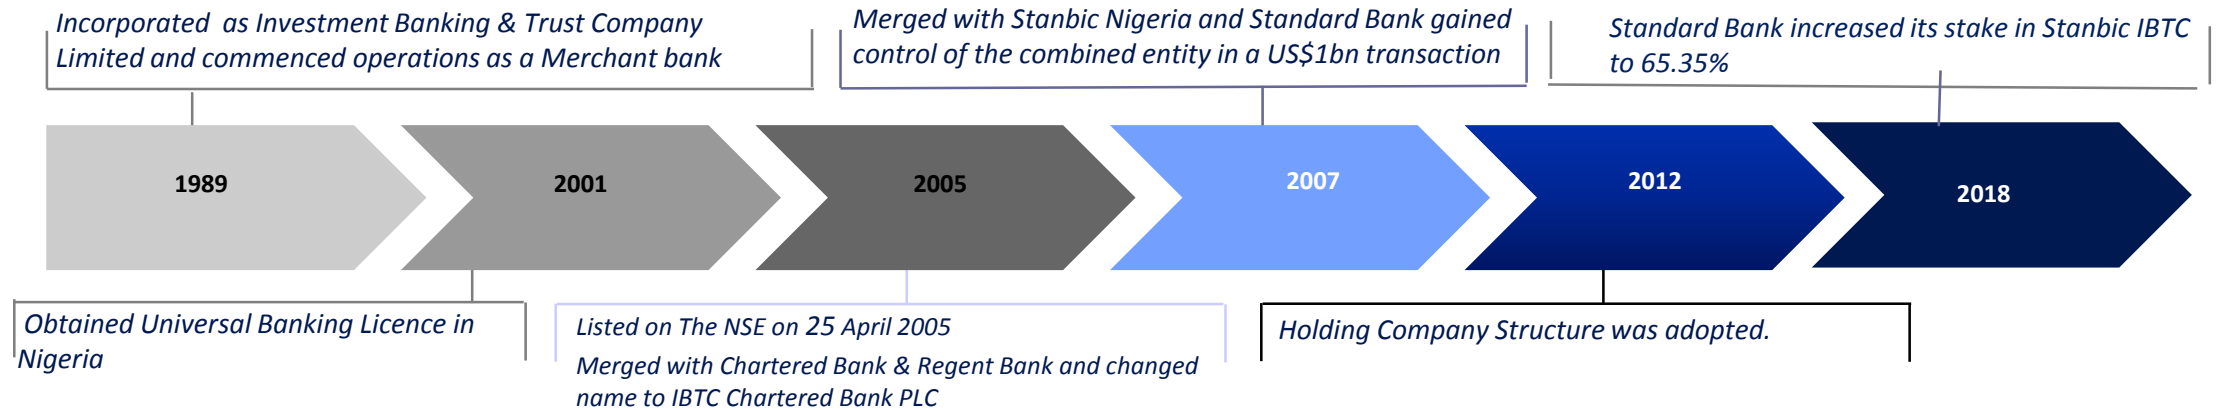 Incorporated as Investment Banking & Trust Company
Limited and commenced operations as a Merchant bank
Merged with Stanbic Nigeria and Standard Bank gained
control of the combined entity in a US$1bn transaction
Standard Bank increased its stake in Stanbic IBTC
to 65.35%
1989
2001
2005
2007
2012
2018
Obtained Universal Banking Licence in
Nigeria
Listed on The NSE on 25 April 2005
Merged with Chartered Bank & Regent Bank and changed
name to IBTC Chartered Bank PLC
Holding Company Structure was adopted.